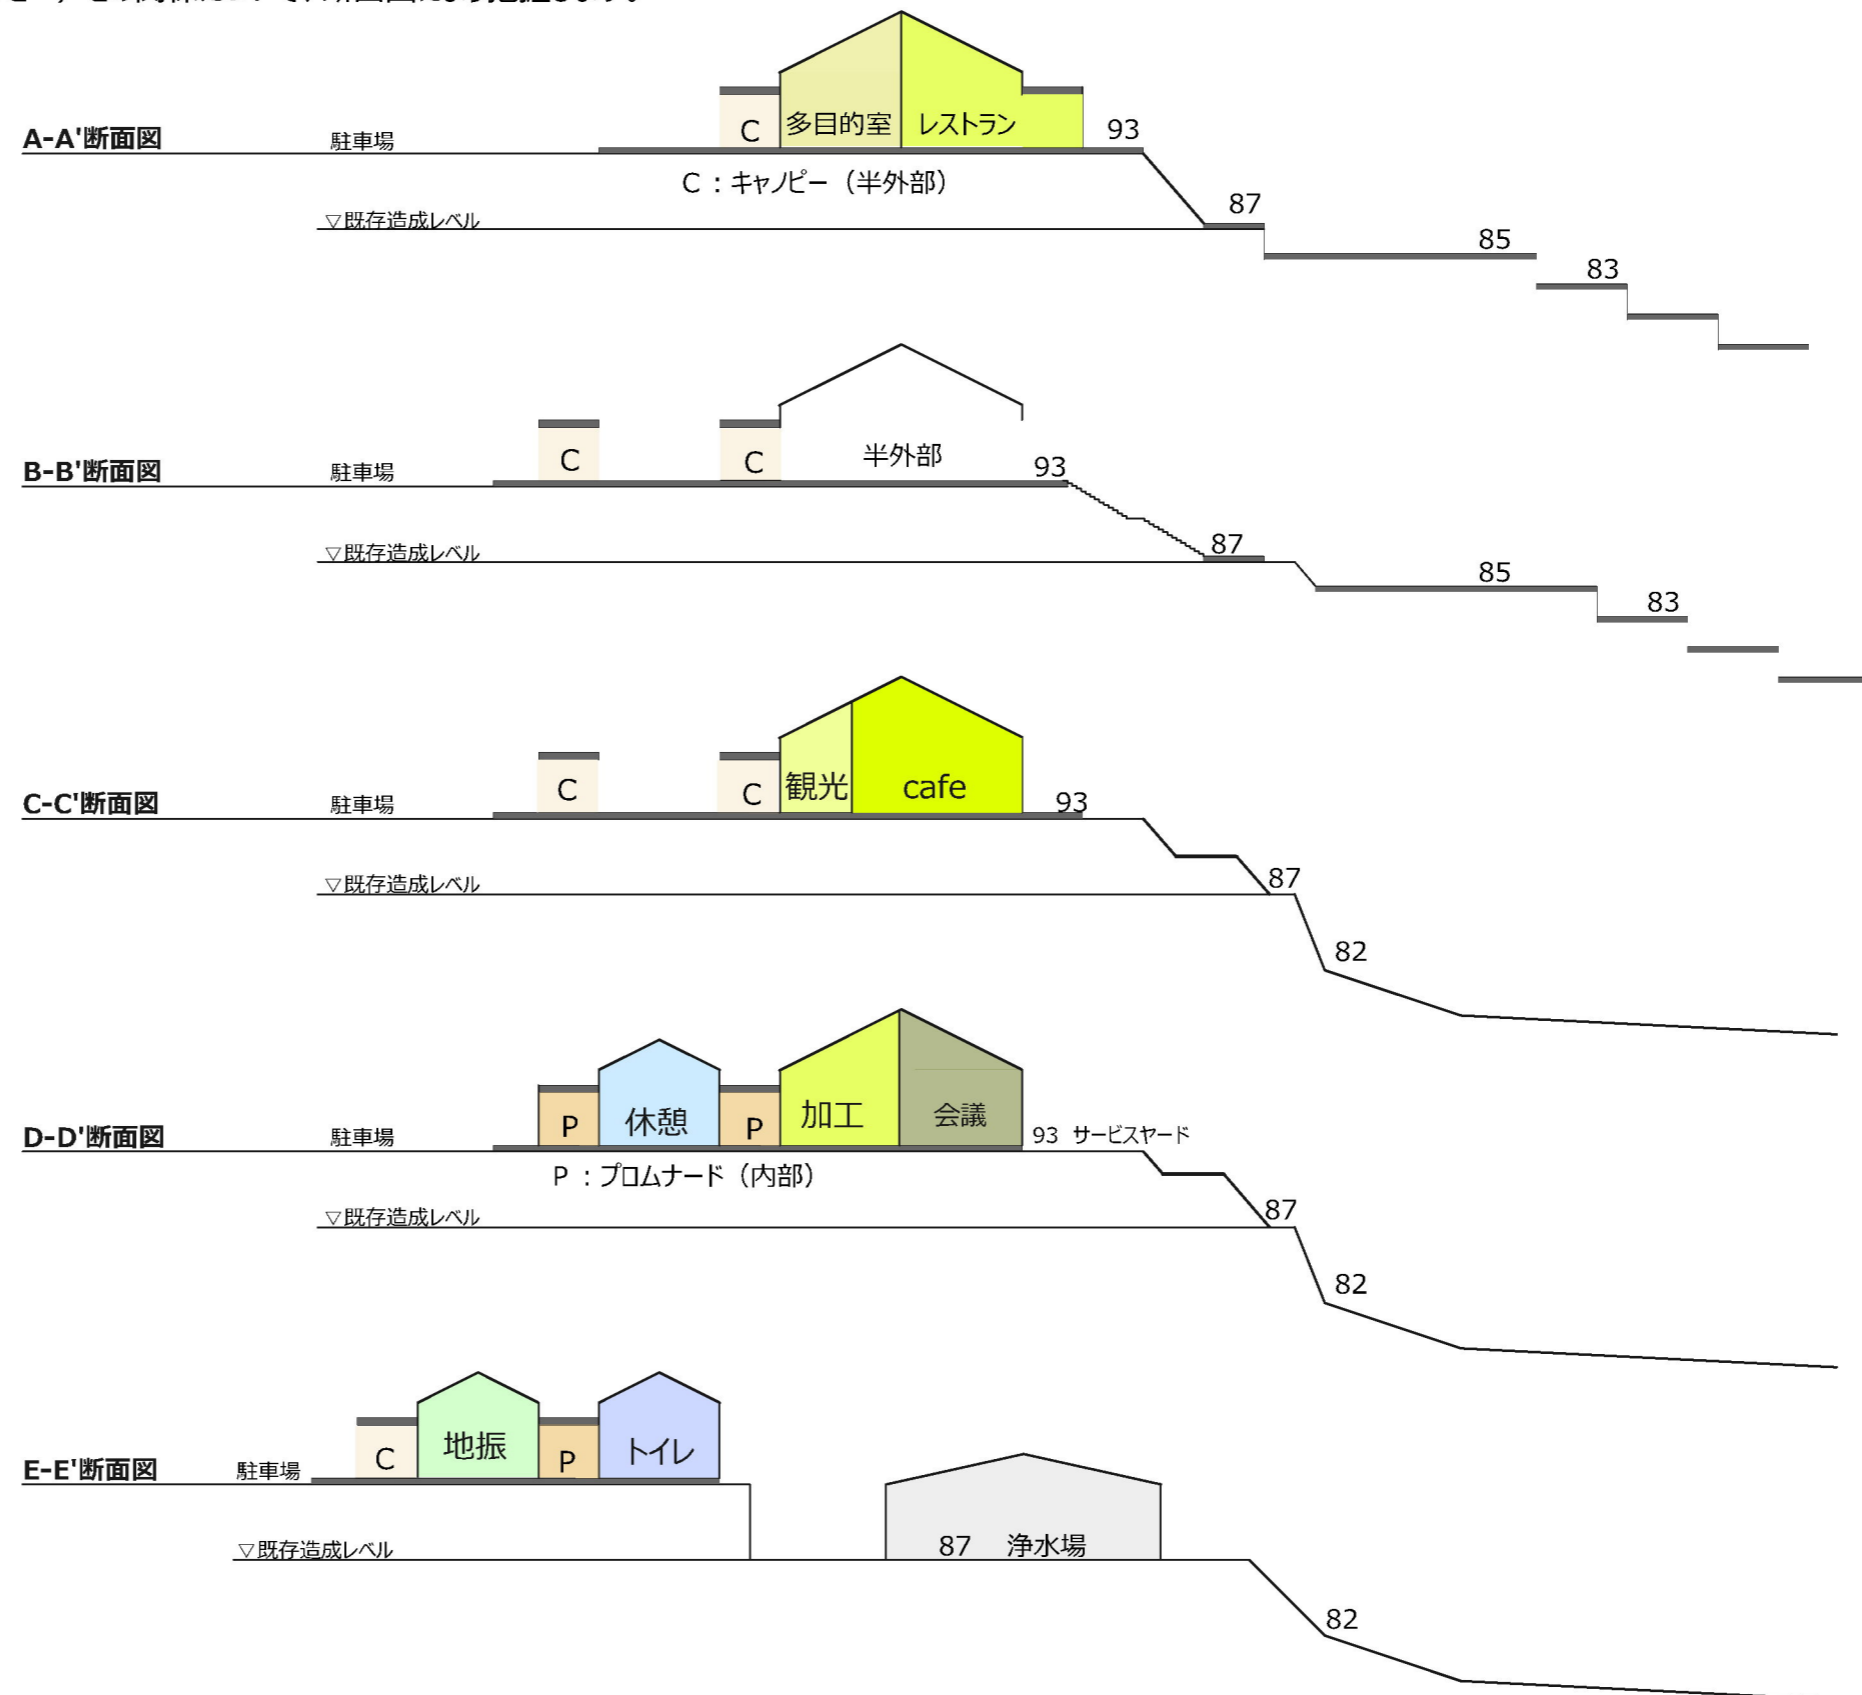 多目的室 レストラン
C
93
A-A'断面図 駐車場
C：キャノピー（半外部）
▽既存造成レベル
87
85
83
C C 半外部
93
B-B'断面図 駐車場
▽既存造成レベル
87
85
83
C C 観光 cafe
93
C-C'断面図 駐車場
▽既存造成レベル
87
82
P 休憩 P 加工 会議
D-D'断面図 駐車場
93 サービスヤード
P：プロムナード（内部）
▽既存造成レベル
87
82
C 地振 P トイレ
E-E'断面図 駐車場
▽既存造成レベル
87 浄水場
82